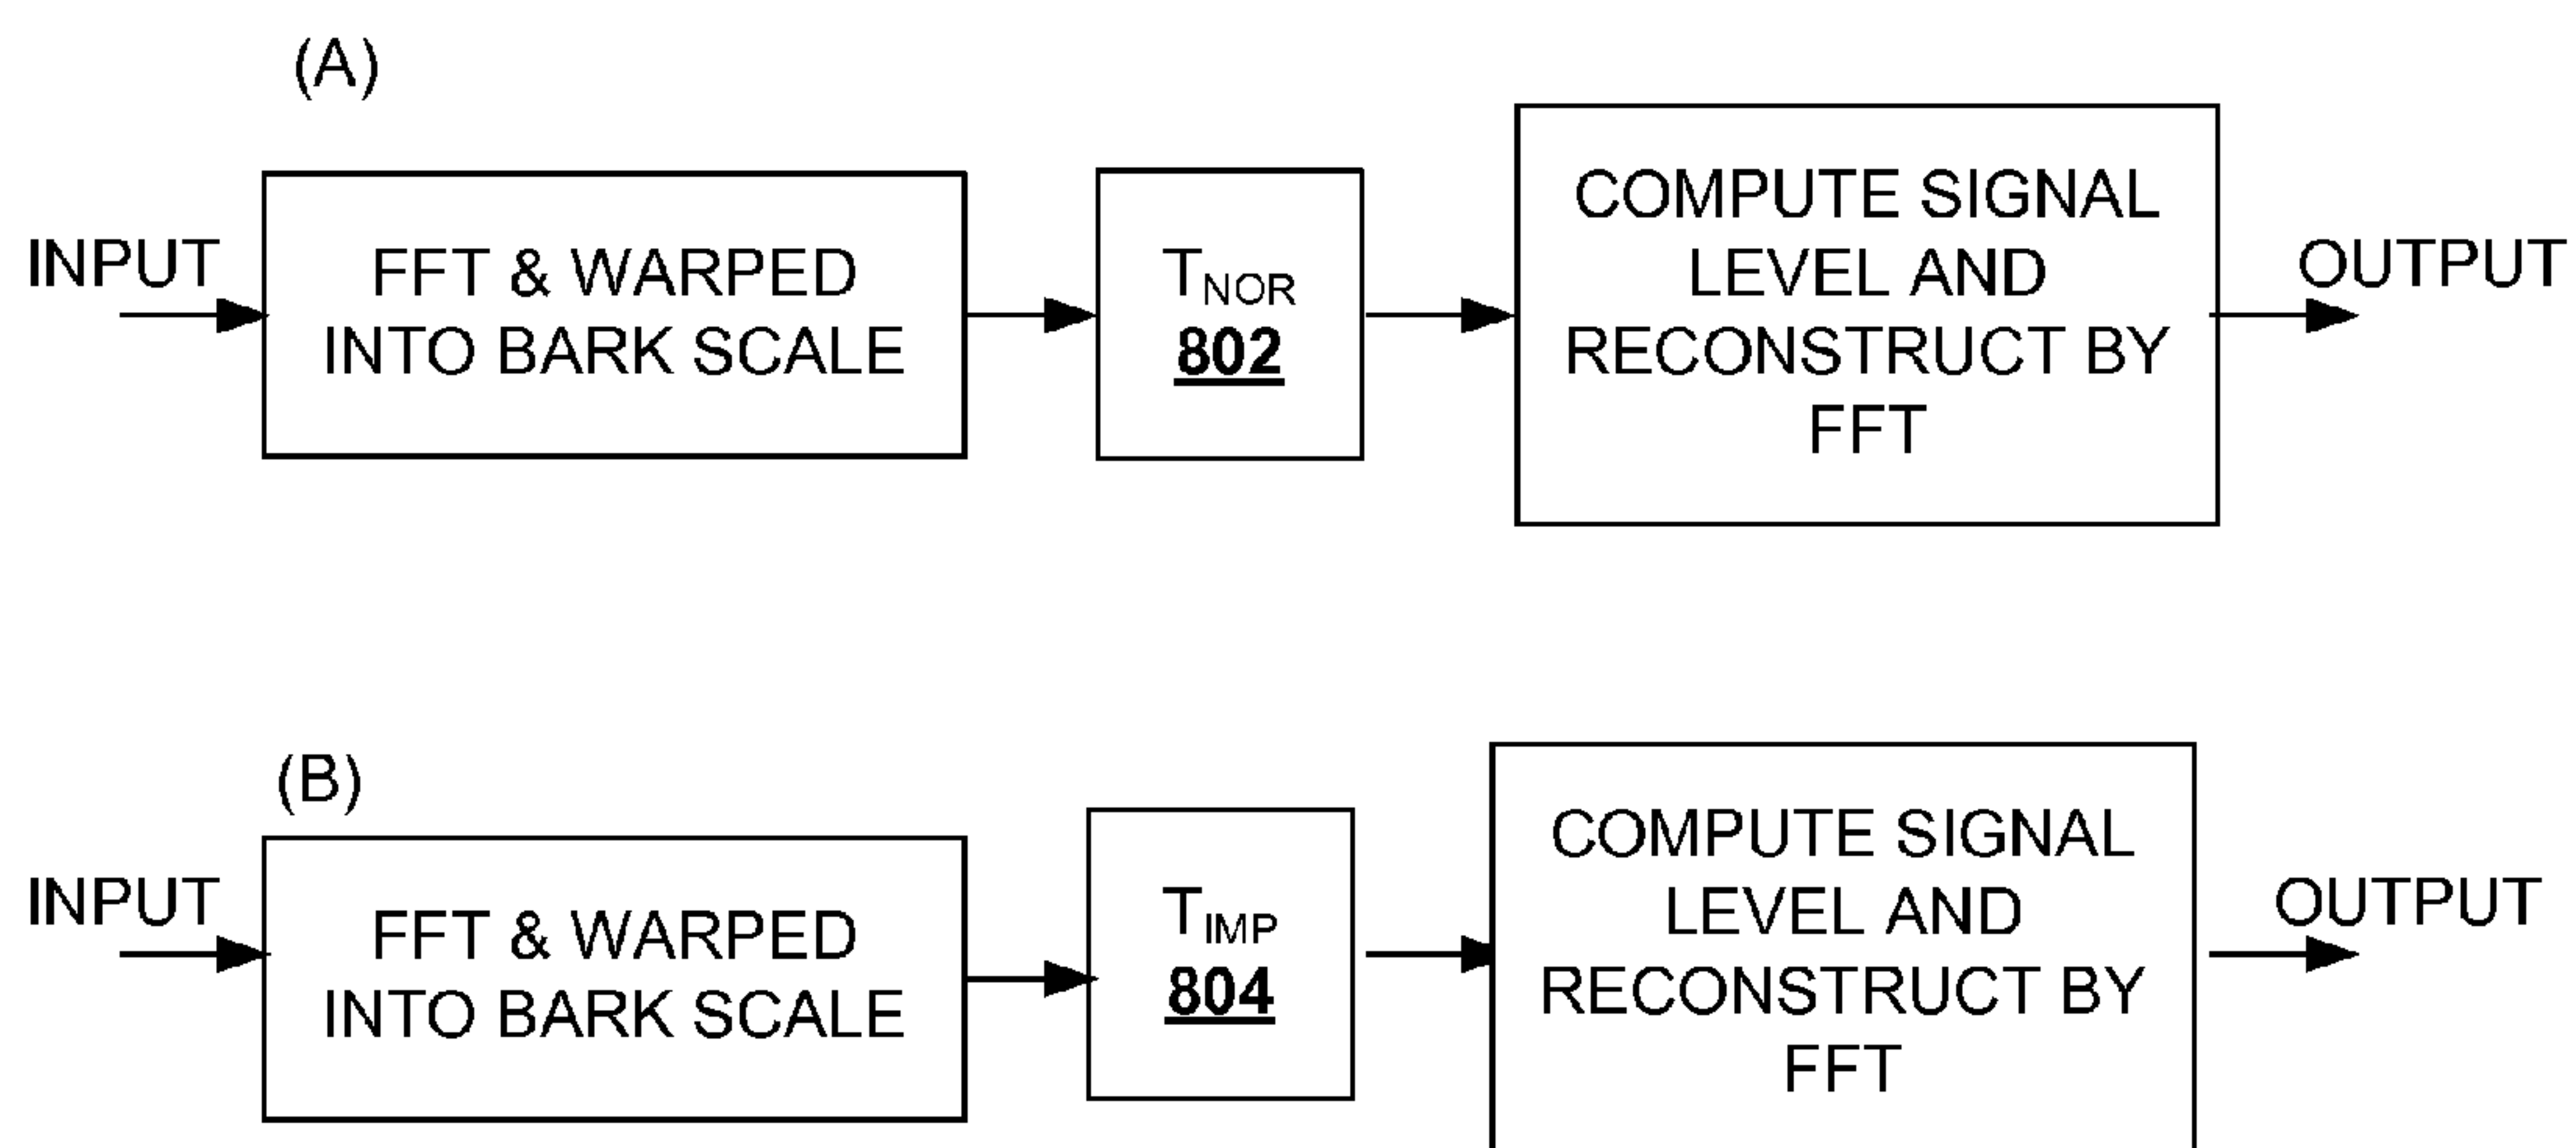 (A)
INPUT
FFT & WARPED
INTO BARK SCALE
TNOR
802
COMPUTE SIGNAL
LEVEL AND
RECONSTRUCT BY
FFT
OUTPUT
(B)
INPUT
FFT & WARPED
INTO BARK SCALE
TIMP
804
COMPUTE SIGNAL
LEVEL AND
RECONSTRUCT BY
FFT
OUTPUT